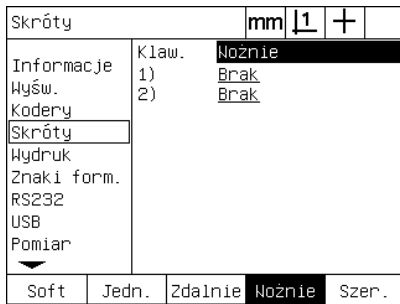 Skróty mm 1
Informacje
Wyśw.
Kodery
Skróty
Wydruk
Znaki form.
RS232
USB
Pomiar
Klaw. Nożnie
1) Brak
2) Brak
Soft Jedn. Zdalnie Nożnie Szer.